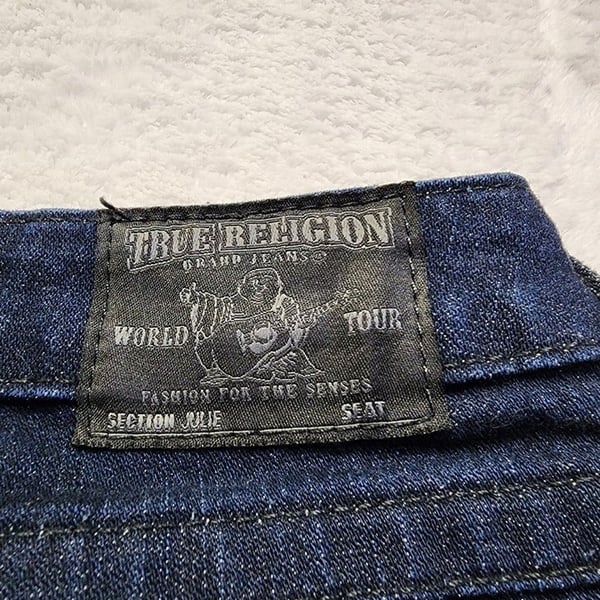 TRUE RELIGION
BRAND JEANS®
WORLD TOUR
FASHION FOR THE SENSES
SECTION JULIE SEAT